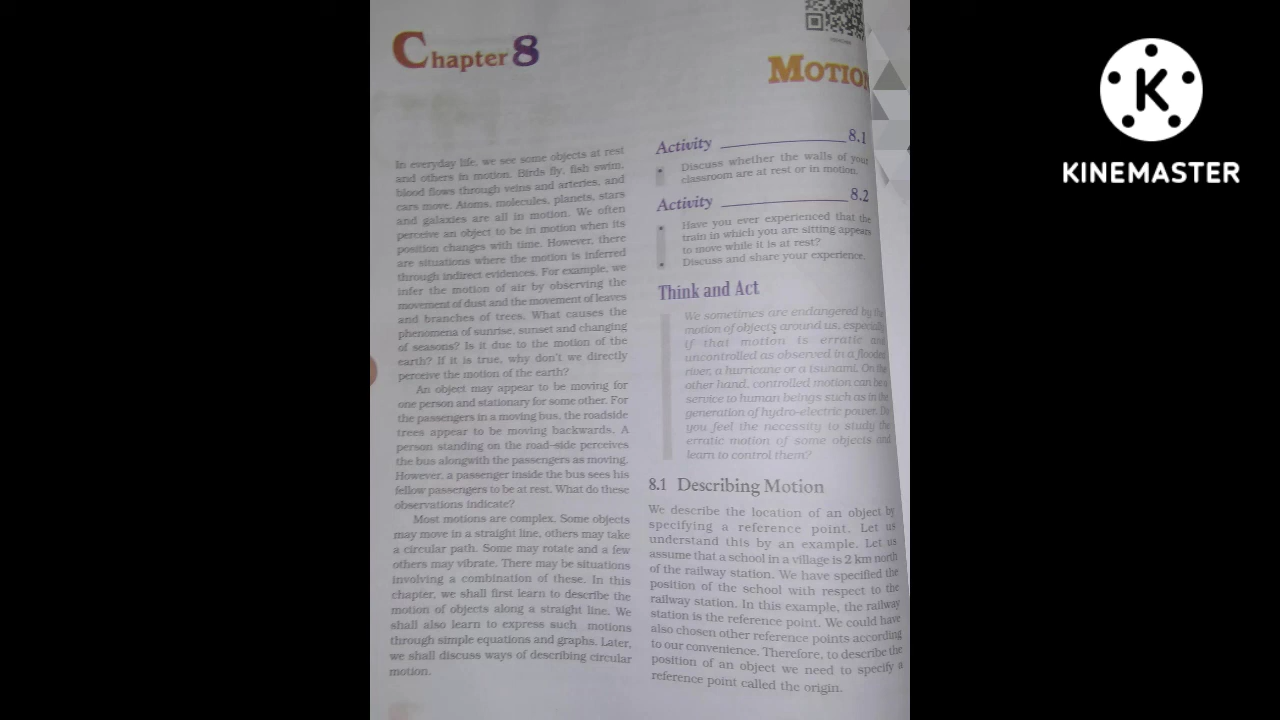 Chapter 8
MOTIO
In everyday life, we see some objects at rest
and others in motion. Birds fly, fish swim,
blood flows through veins and arteries, and
cars move. Atoms, molecules, planets, stars
and galaxies are all in motion. We often
perceive an object to be in motion when its
position changes with time. However, there
are situations where the motion is inferred
through indirect evidences. For example, we
infer the motion of air by observing the
movement of dust and the movement of leaves
and branches of trees. What causes the
phenomena of sunrise, sunset and changing
of seasons? Is it due to the motion of the
earth? If it is true, why don't we directly
perceive the motion of the earth?
An object may appear to be moving for
one person and stationary for some other. For
the passengers in a moving bus, the roadside
trees appear to be moving backwards. A
person standing on the road–side perceives
the bus alongwith the passengers as moving.
However, a passenger inside the bus sees his
fellow passengers to be at rest. What do these
observations indicate?
Most motions are complex. Some objects
may move in a straight line, others may take
a circular path. Some may rotate and a few
others may vibrate. There may be situations
involving a combination of these. In this
chapter, we shall first learn to describe the
motion of objects along a straight line. We
shall also learn to express such motions
through simple equations and graphs. Later,
we shall discuss ways of describing circular
motion.
Activity 8.1
• Discuss whether the walls of your
classroom are at rest or in motion.
Activity 8.2
• Have you ever experienced that the
train in which you are sitting appears
to move while it is at rest?
• Discuss and share your experience.
Think and Act
We sometimes are endangered by the
motion of objects around us, especially
if that motion is erratic and
uncontrolled as observed in a flooded
river, a hurricane or a tsunami. On the
other hand, controlled motion can be a
service to human beings such as in the
generation of hydro-electric power. Do
you feel the necessity to study the
erratic motion of some objects and
learn to control them?
8.1 Describing Motion
We describe the location of an object by
specifying a reference point. Let us
understand this by an example. Let us
assume that a school in a village is 2 km north
of the railway station. We have specified the
position of the school with respect to the
railway station. In this example, the railway
station is the reference point. We could have
also chosen other reference points according
to our convenience. Therefore, to describe the
position of an object we need to specify a
reference point called the origin.
K
KINEMASTER